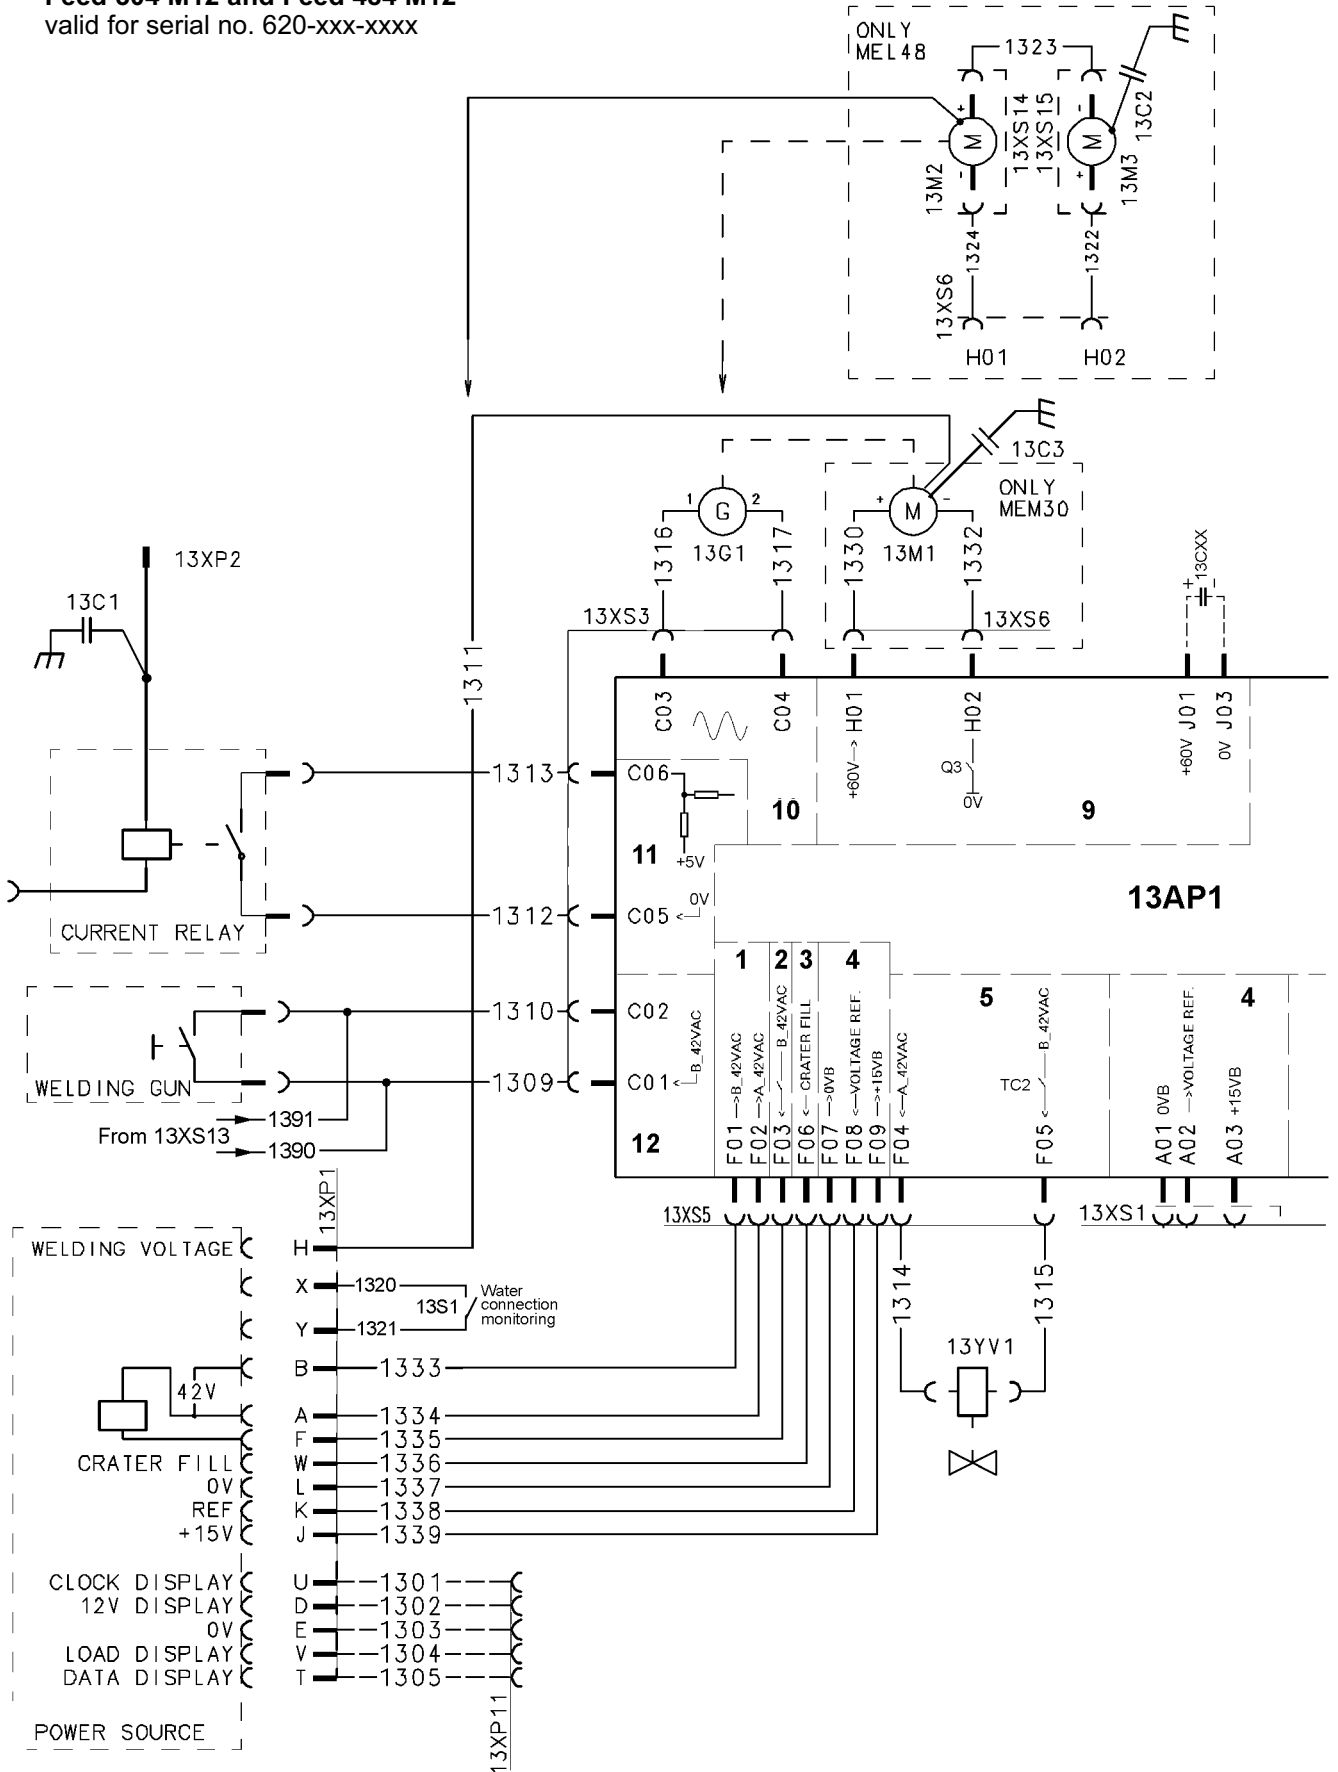 valid for serial no. 620-xxx-xxxx
ONLY
MEL48
1323
13XS14
13XS15
13C2
M
M
+
-
-
+
13M2
13M3
1324
1322
13XS6
H01
H02
13C3
ONLY
MEM30
1
G
2
+
M
-
13G1
13M1
1316
1317
1330
1332
13XS3
13XS6
+
-
13CXX
13XP2
13C1
1311
C03
C04
H01
+60V—>
H02
Q3
0V
+60V J01
0V J03
1313
C06
+5V
10
9
11
13AP1
1312
C05
0V
CURRENT RELAY
1
2
3
4
5
4
1310
C02
1309
C01
B_42VAC
12
WELDING GUN
1391
From 13XS13
1390
F01 —>B_42VAC
F02 —>A_42VAC
F03 <— B_42VAC
F06 <— CRATER FILL
F07 —>0VB
F08 <—VOLTAGE REF.
F09 —>+15VB
F04 <—A_42VAC
TC2
F05 <— B_42VAC
A01 0VB
A02 —>VOLTAGE REF.
A03 +15VB
13XP1
13XS5
13XS1
WELDING VOLTAGE H
X 1320
13S1
Water
connection
monitoring
Y 1321
1314
1315
13YV1
B 1333
42V
A 1334
F 1335
CRATER FILL W 1336
0V L 1337
REF K 1338
+15V J 1339
CLOCK DISPLAY U 1301
12V DISPLAY D 1302
0V E 1303
LOAD DISPLAY V 1304
DATA DISPLAY T 1305
13XP11
POWER SOURCE